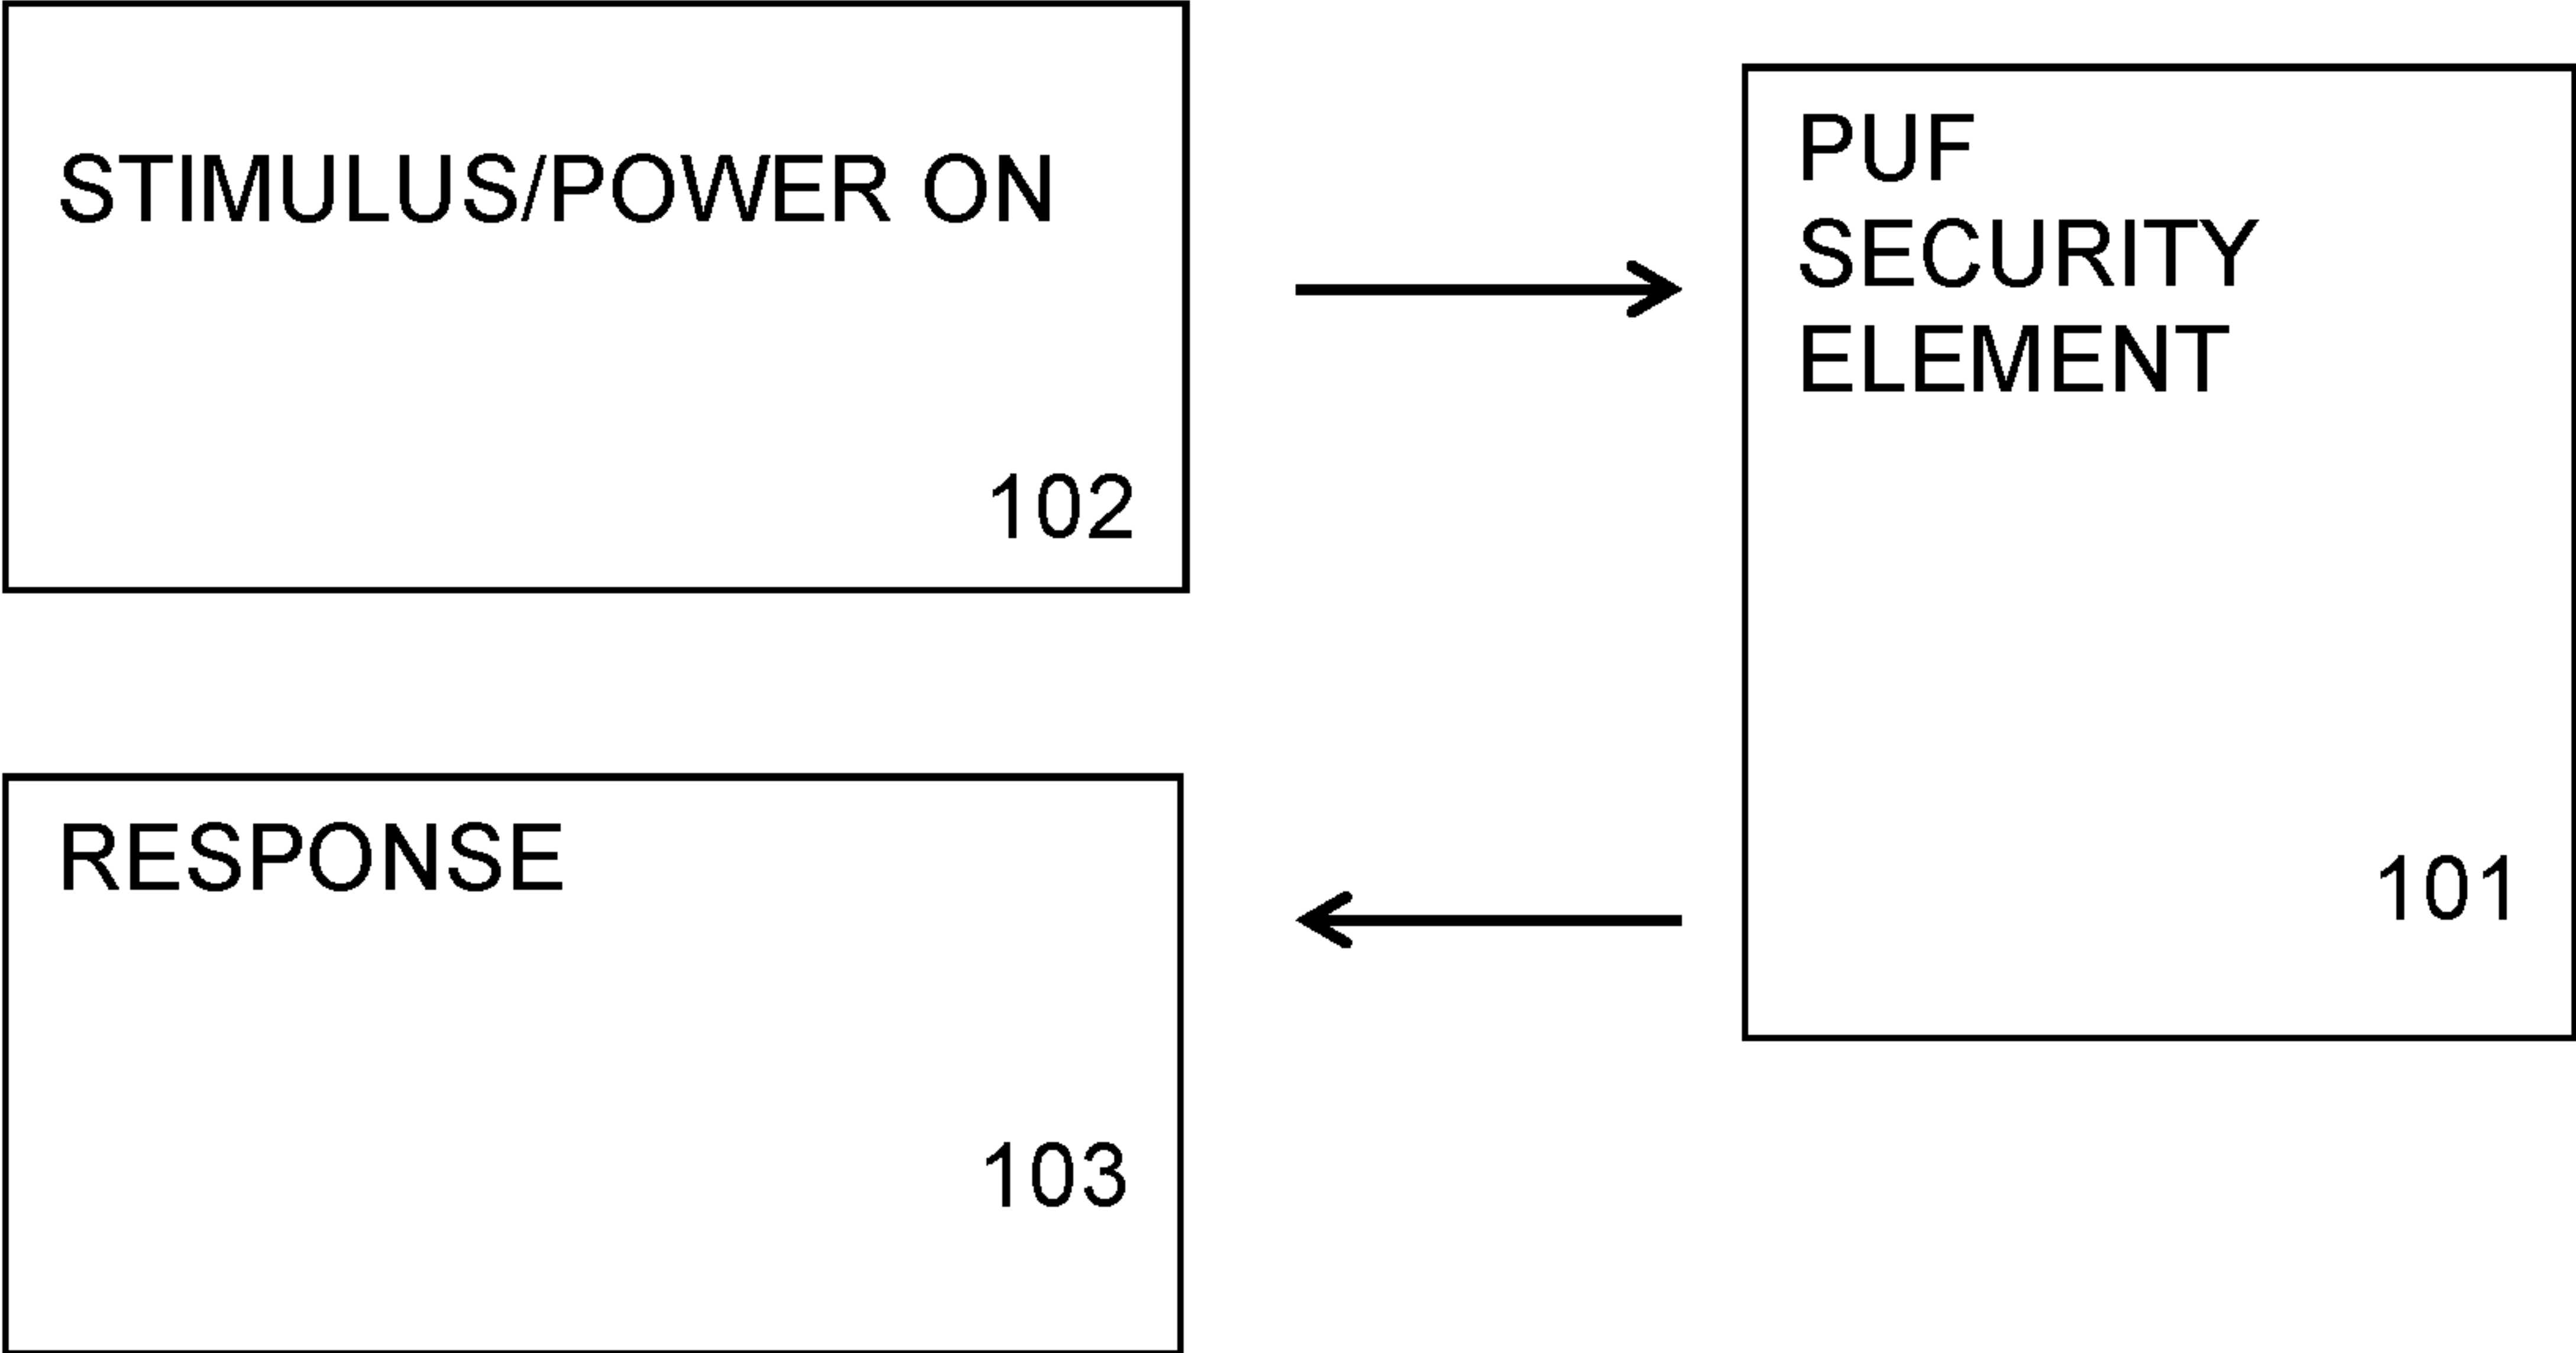 STIMULUS/POWER ON
102
PUF
SECURITY
ELEMENT
101
RESPONSE
103